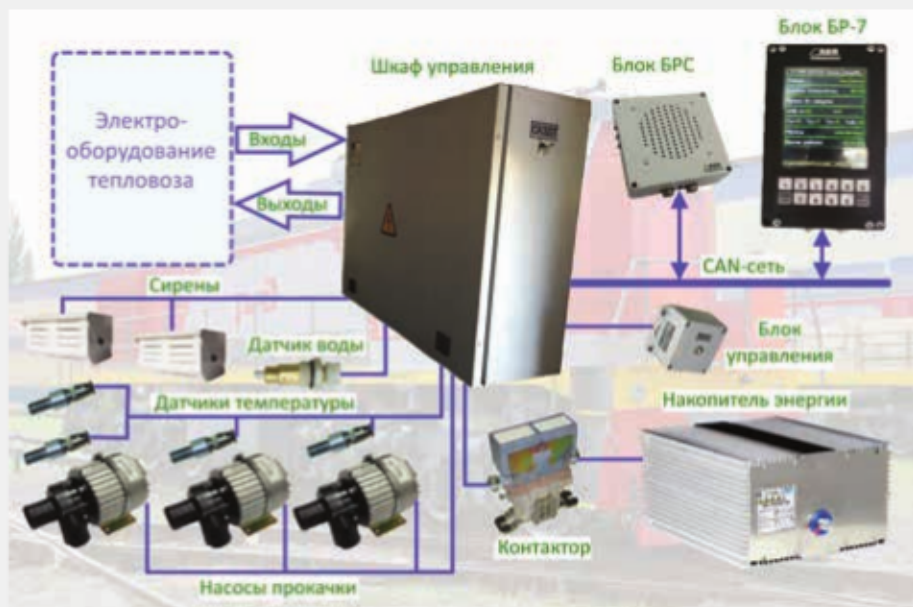 Блок БР-7
Шкаф управления
Блок БРС
Электро-
оборудование
тепловоза
Входы
Выходы
CAN-сеть
Сирены
Датчик воды
Блок
управления
Датчики температуры
Накопитель энергии
Контактор
Насосы прокачки